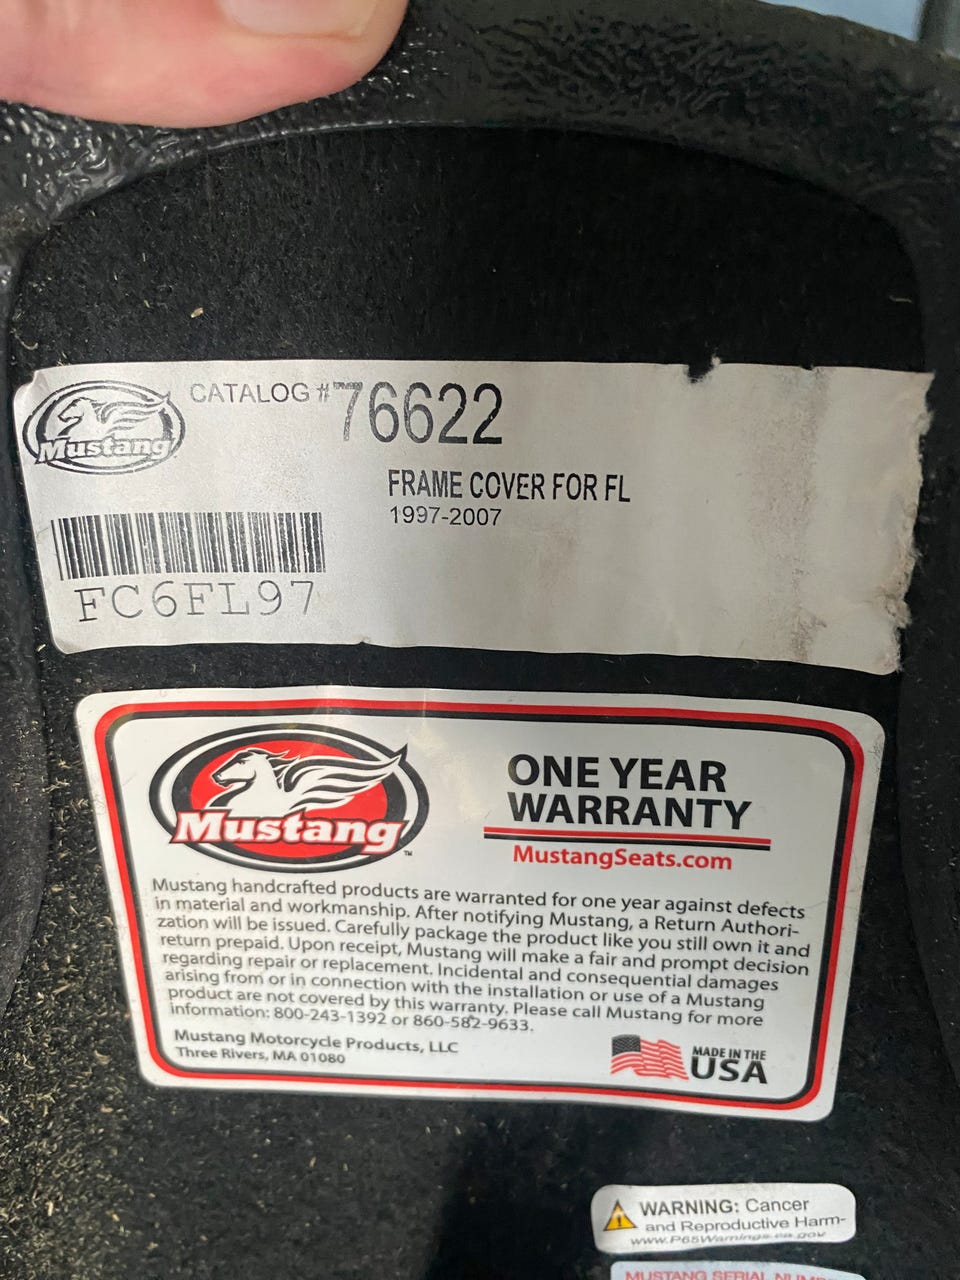 Mustang
CATALOG # 76622
FRAME COVER FOR FL
1997-2007
FC6FL97
Mustang™
ONE YEAR
WARRANTY
MustangSeats.com
Mustang handcrafted products are warranted for one year against defects
in material and workmanship. After notifying Mustang, a Return Authori-
zation will be issued. Carefully package the product like you still own it and
return prepaid. Upon receipt, Mustang will make a fair and prompt decision
regarding repair or replacement. Incidental and consequential damages
arising from or in connection with the installation or use of a Mustang
product are not covered by this warranty. Please call Mustang for more
information: 800-243-1392 or 860-582-9633.
Mustang Motorcycle Products, LLC
Three Rivers, MA 01080
MADE IN THE
USA
WARNING: Cancer
and Reproductive Harm-
www.P65Warnings.ca.gov
MUSTANG SERIAL